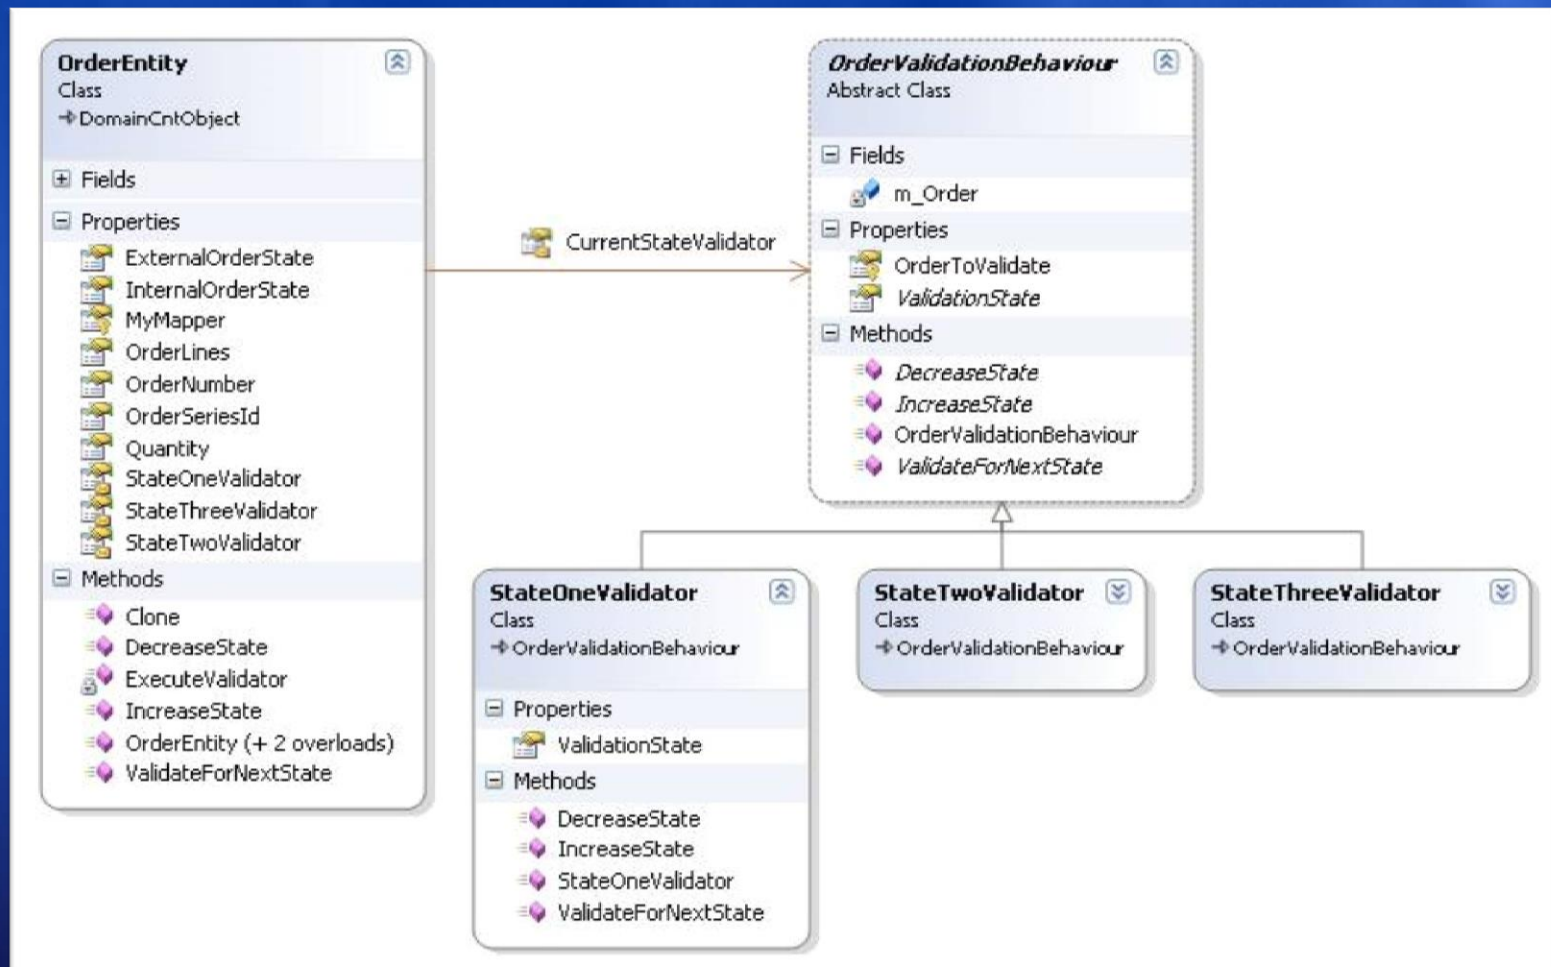 OrderEntity
Class
DomainCntObject
Fields
Properties
ExternalOrderState
InternalOrderState
MyMapper
OrderLines
OrderNumber
OrderSeriesId
Quantity
StateOneValidator
StateThreeValidator
StateTwoValidator
Methods
Clone
DecreaseState
ExecuteValidator
IncreaseState
OrderEntity (+ 2 overloads)
ValidateForNextState
CurrentStateValidator
OrderValidationBehaviour
Abstract Class
Fields
m_Order
Properties
OrderToValidate
ValidationState
Methods
DecreaseState
IncreaseState
OrderValidationBehaviour
ValidateForNextState
StateOneValidator
Class
OrderValidationBehaviour
Properties
ValidationState
Methods
DecreaseState
IncreaseState
StateOneValidator
ValidateForNextState
StateTwoValidator
Class
OrderValidationBehaviour
StateThreeValidator
Class
OrderValidationBehaviour